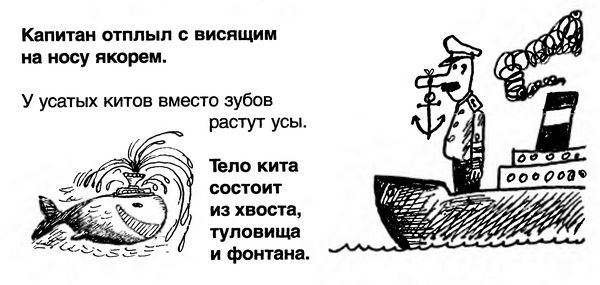 Капитан отплыл с висящим
на носу якорем.
У усатых китов вместо зубов
растут усы.
Тело кита
состоит
из хвоста,
туловища
и фонтана.